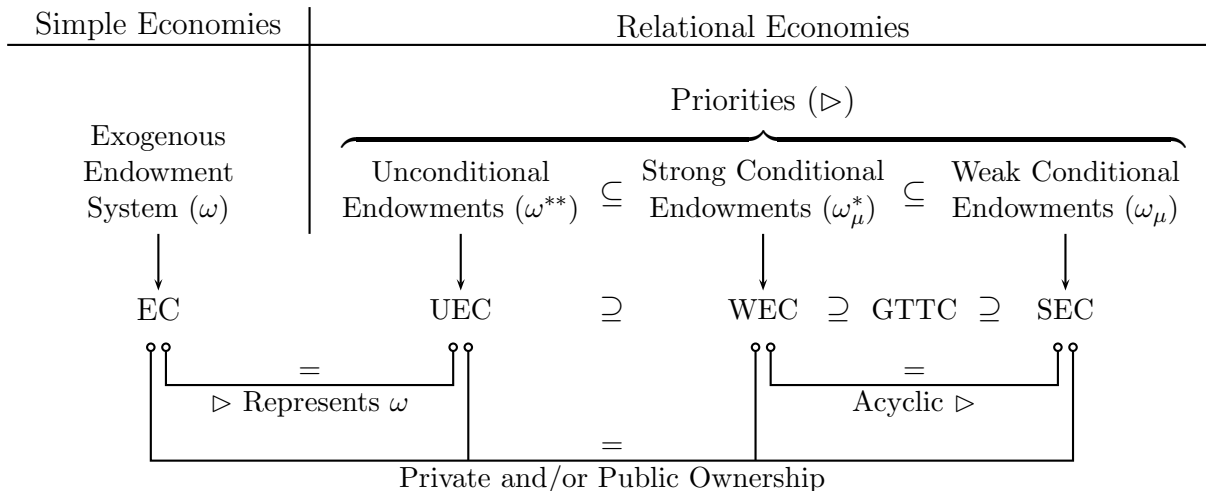 Simple Economies Relational Economies
Priorities (▷)
Exogenous
Endowment
System (ω)
Unconditional
Endowments (ω**)
⊆
Strong Conditional
Endowments (ω*μ)
⊆
Weak Conditional
Endowments (ωμ)
EC UEC ⊇ WEC ⊇ GTTC ⊇ SEC
= =
▷ Represents ω Acyclic ▷
=
Private and/or Public Ownership